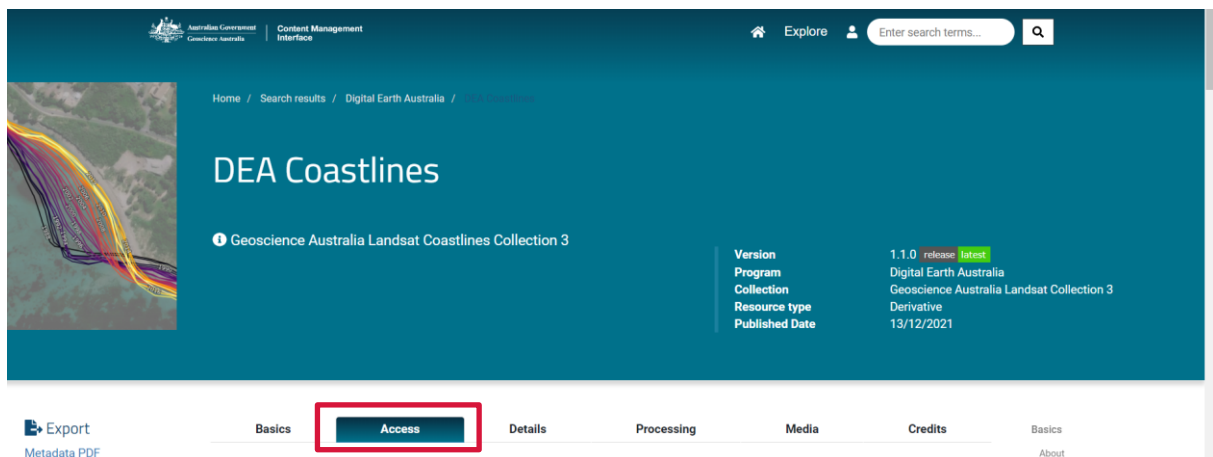 Australian Government
Geoscience Australia
Content Management
Interface
Explore
Enter search terms...
Home / Search results / Digital Earth Australia / DEA Coastlines
DEA Coastlines
Geoscience Australia Landsat Coastlines Collection 3
Version 1.1.0 release latest
Program Digital Earth Australia
Collection Geoscience Australia Landsat Collection 3
Resource type Derivative
Published Date 13/12/2021
Export
Metadata PDF
Basics Access Details Processing Media Credits
Basics
About